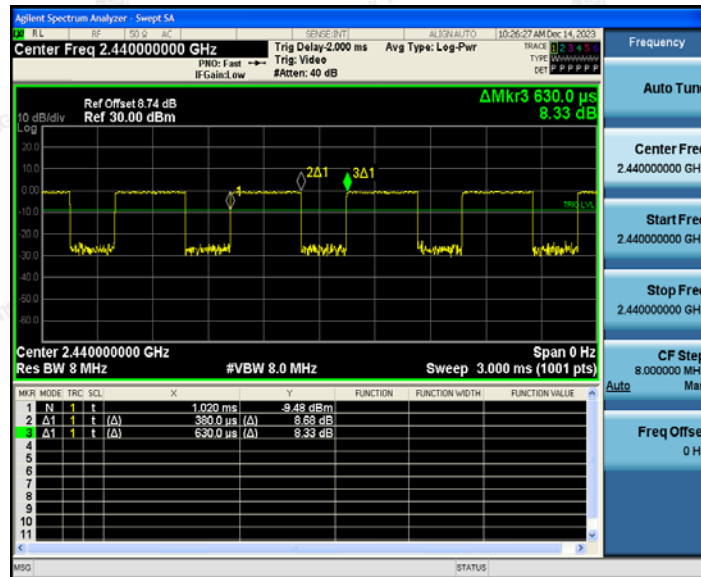 Agilent Spectrum Analyzer - Swept SA
RL RF 50 Ω AC SENSE:INT ALIGN AUTO 10:26:27 AM Dec 14, 2023
Center Freq 2.440000000 GHz
PNO: Fast
IFGain:Low
Trig Delay-2.000 ms
Trig: Video
#Atten: 40 dB
Avg Type: Log-Pwr
TRACE 1 2 3 4 5 6
TYPE WWWWWWW
DET P P P P P P
Frequency
Auto Tune
Center Freq
2.440000000 GH
Start Fre
2.440000000 GH
Stop Fre
2.440000000 GH
CF Step
8.000000 MH
Auto Mar
Freq Offse
0 H
ΔMkr3 630.0 µs
8.33 dB
Ref Offset 8.74 dB
10 dB/div Ref 30.00 dBm
Log
20.0
10.0
0.00
-10.0
-20.0
-30.0
-50.0
-60.0
1
2Δ1
3Δ1
TRIG LVL
Center 2.440000000 GHz Span 0 Hz
Res BW 8 MHz #VBW 8.0 MHz Sweep 3.000 ms (1001 pts)
MKR MODE TRC SCL X Y FUNCTION FUNCTION WIDTH FUNCTION VALUE
1 N 1 t 1.020 ms -9.48 dBm
2 Δ1 1 t (Δ) 380.0 µs (Δ) 8.68 dB
3 Δ1 1 t (Δ) 630.0 µs (Δ) 8.33 dB
4
5
6
7
8
9
10
11
MSG STATUS